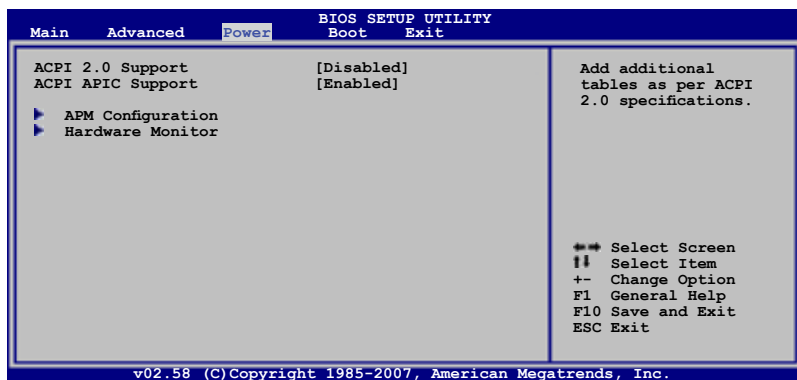 BIOS SETUP UTILITY
Main Advanced Power Boot Exit
ACPI 2.0 Support [Disabled]
ACPI APIC Support [Enabled]
APM Configuration
Hardware Monitor
Add additional
tables as per ACPI
2.0 specifications.
Select Screen
Select Item
+- Change Option
F1 General Help
F10 Save and Exit
ESC Exit
v02.58 (C)Copyright 1985-2007, American Megatrends, Inc.